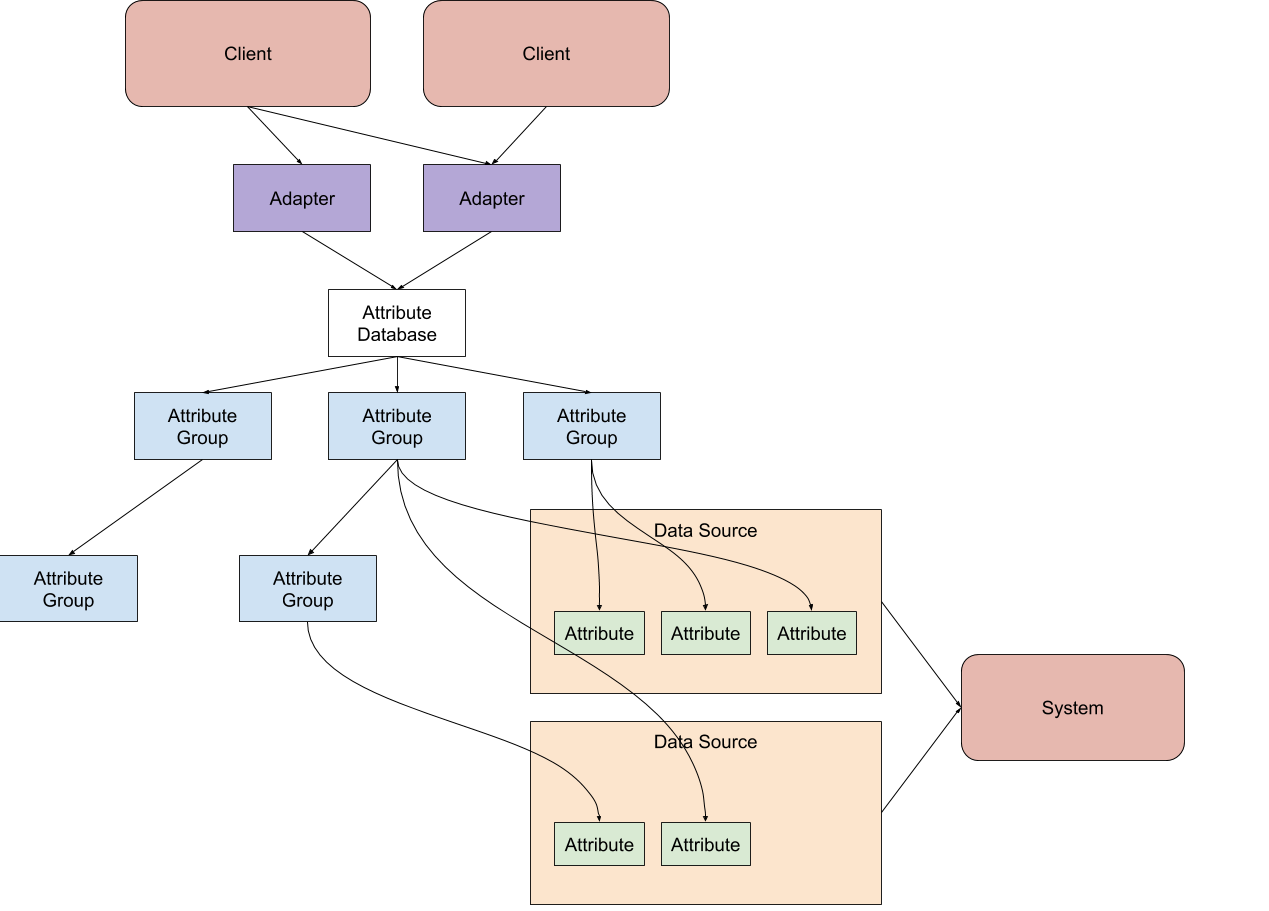 Client
Client
Adapter
Adapter
Attribute
Database
Attribute
Group
Attribute
Group
Attribute
Group
Data Source
Attribute
Group
Attribute
Group
Attribute
Attribute
Attribute
System
Data Source
Attribute
Attribute